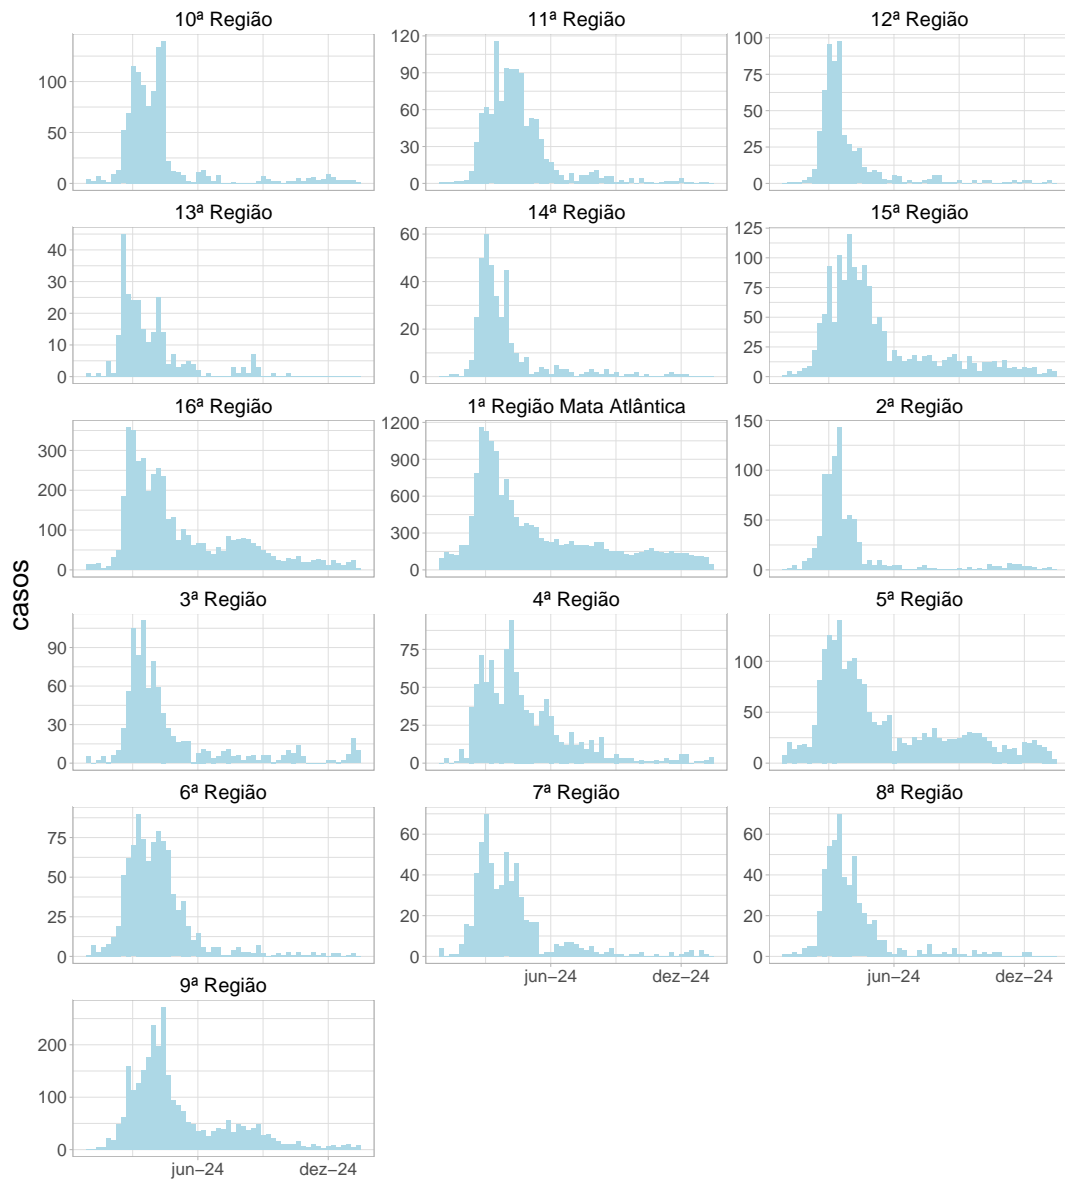 10ª Região
11ª Região
12ª Região
100
50
0
120
90
60
30
0
100
75
50
25
0
13ª Região
14ª Região
15ª Região
40
30
20
10
0
60
40
20
0
125
100
75
50
25
0
16ª Região
1ª Região Mata Atlântica
2ª Região
300
200
100
0
1200
900
600
300
0
150
100
50
0
casos
3ª Região
4ª Região
5ª Região
90
60
30
0
75
50
25
0
100
50
0
6ª Região
7ª Região
8ª Região
75
50
25
0
60
40
20
0
60
40
20
0
jun−24
dez−24
jun−24
dez−24
9ª Região
200
100
0
jun−24
dez−24